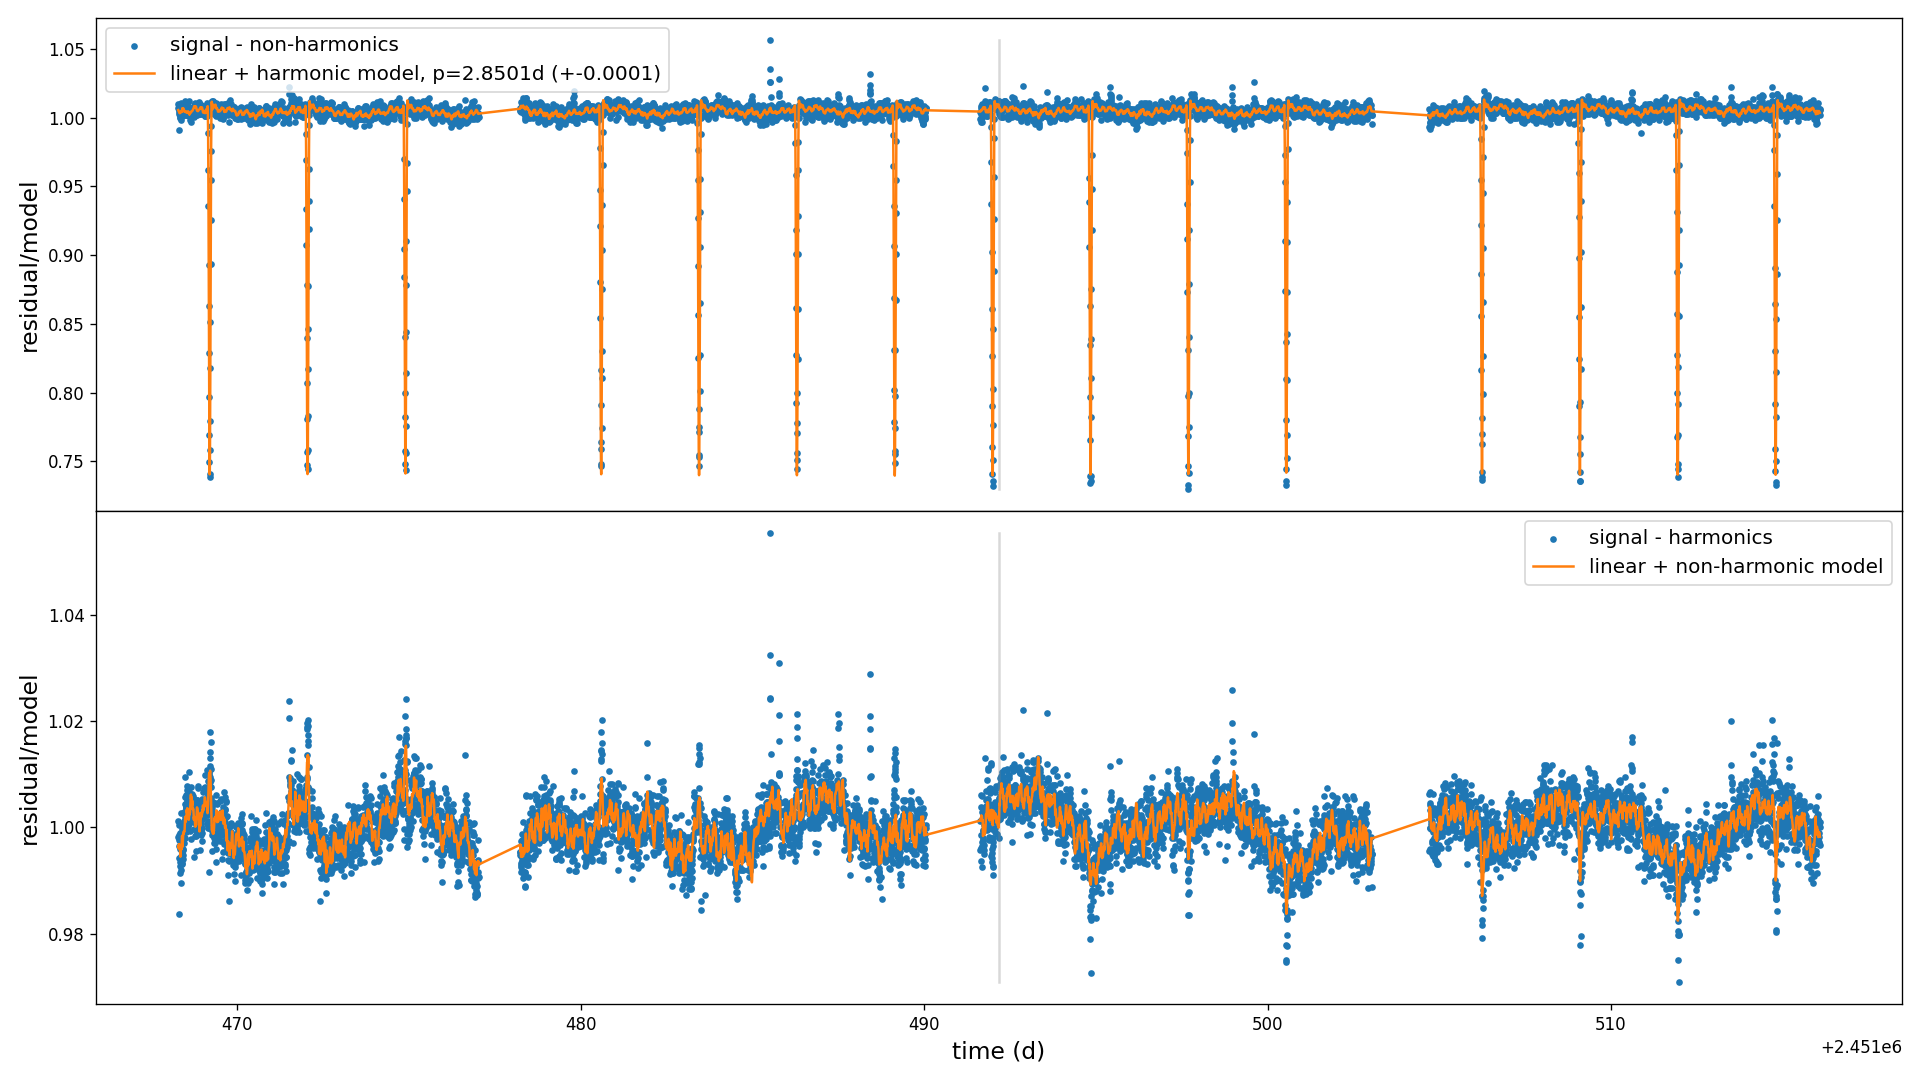 signal - non-harmonics
linear + harmonic model, p=2.8501d (+-0.0001)
1.05
1.00
0.95
0.90
0.85
0.80
0.75
residual/model
signal - harmonics
linear + non-harmonic model
1.04
1.02
1.00
0.98
residual/model
470
480
490
500
510
time (d)
+2.451e6